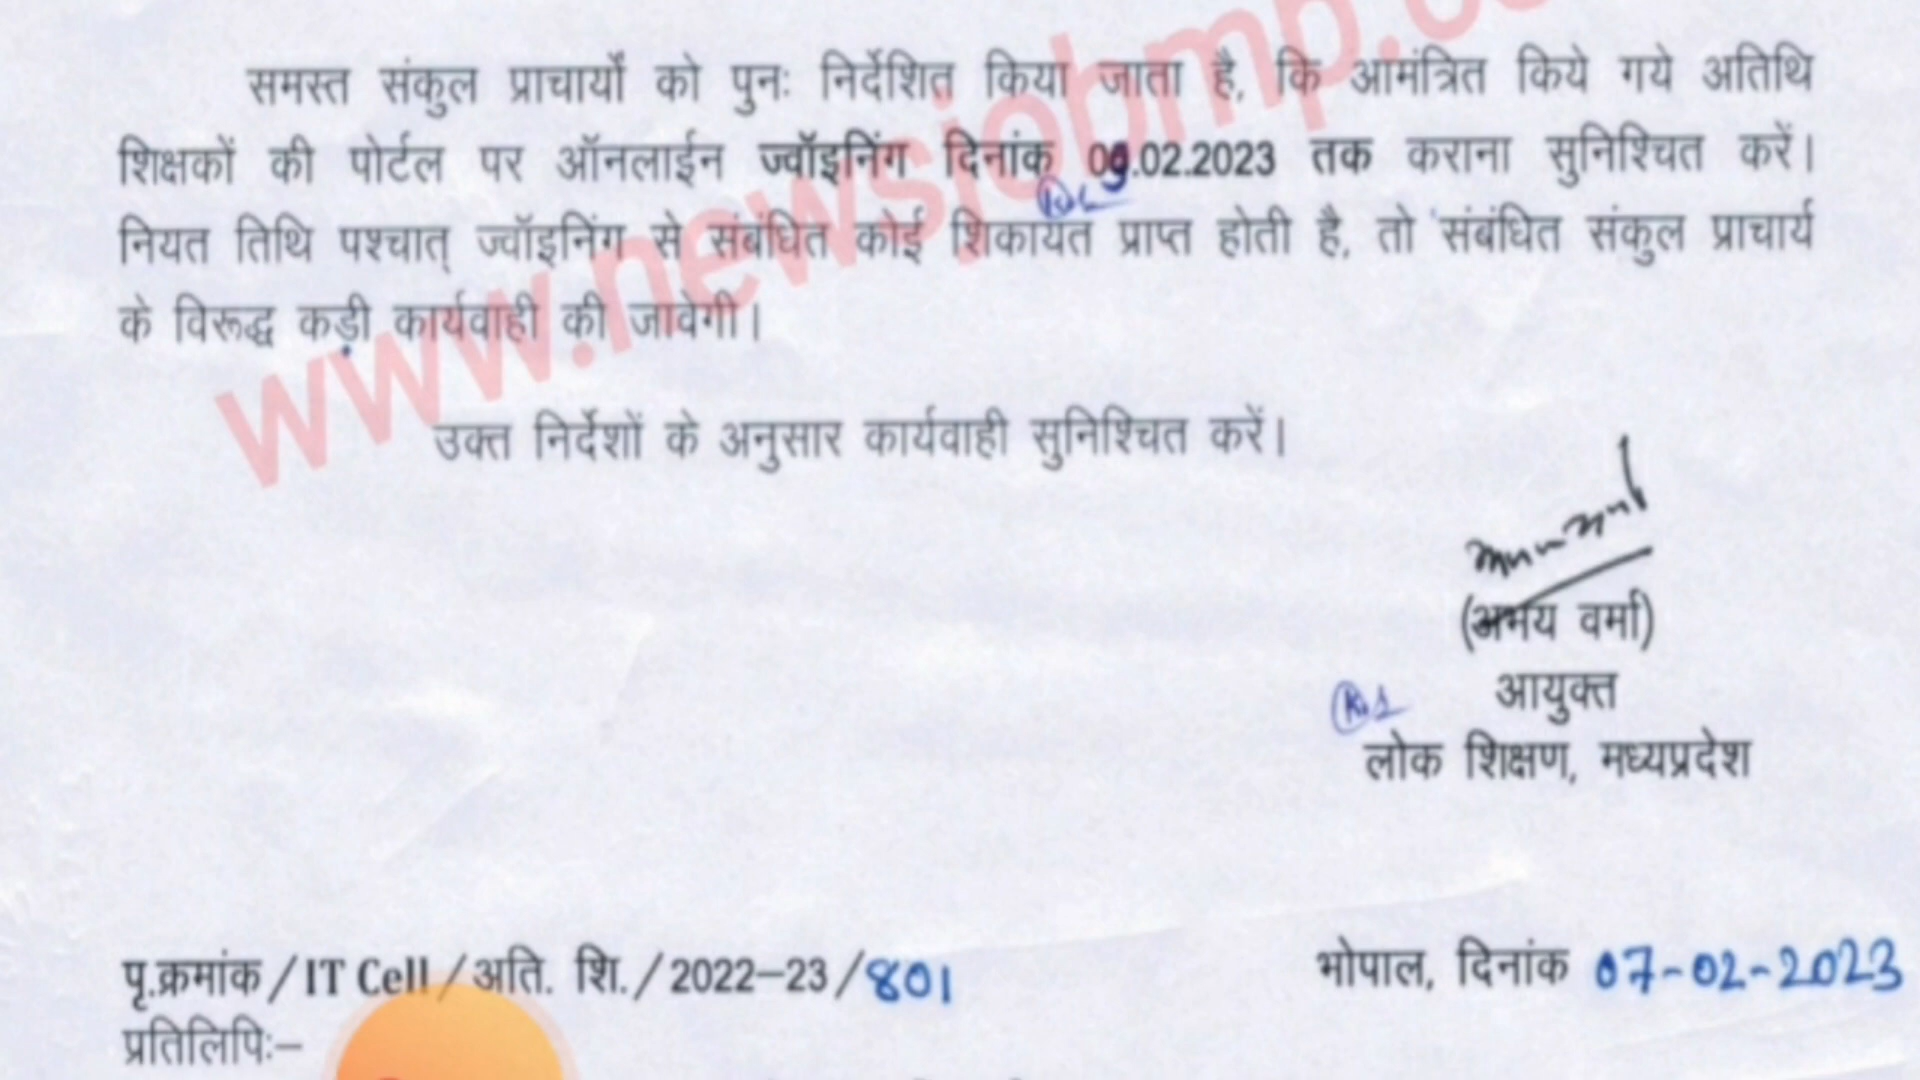 समस्त संकुल प्राचार्यों को पुनः निर्देशित किया जाता है, कि आमंत्रित किये गये अतिथि
शिक्षकों की पोर्टल पर ऑनलाईन ज्वॉइनिंग दिनांक 09.02.2023 तक कराना सुनिश्चित करें।
नियत तिथि पश्चात् ज्वॉइनिंग से संबंधित कोई शिकायत प्राप्त होती है, तो संबंधित संकुल प्राचार्य
के विरूद्ध कड़ी कार्यवाही की जावेगी।
www.newsjobmp.co
उक्त निर्देशों के अनुसार कार्यवाही सुनिश्चित करें।
(अभय वर्मा)
आयुक्त
लोक शिक्षण, मध्यप्रदेश
पृ.क्रमांक/IT Cell/अति. शि./2022–23/801 भोपाल, दिनांक 07-02-2023
प्रतिलिपिः–